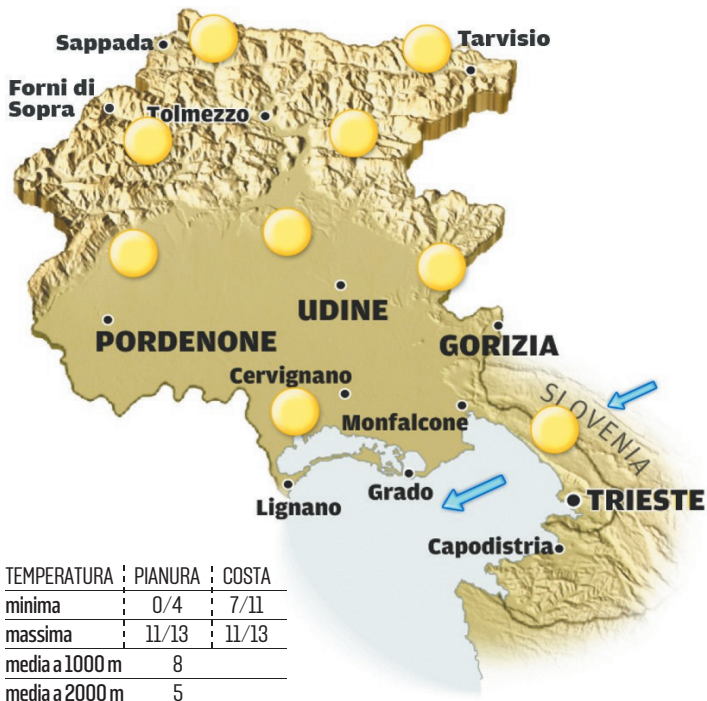 Sappada
Tarvisio
Forni di
Sopra
Tolmezzo
UDINE
PORDENONE
GORIZIA
Cervignano
SLOVENIA
Monfalcone
Grado
Lignano
TRIESTE
Capodistria
TEMPERATURA PIANURA COSTA
minima 0/4 7/11
massima 11/13 11/13
media a 1000 m 8
media a 2000 m 5